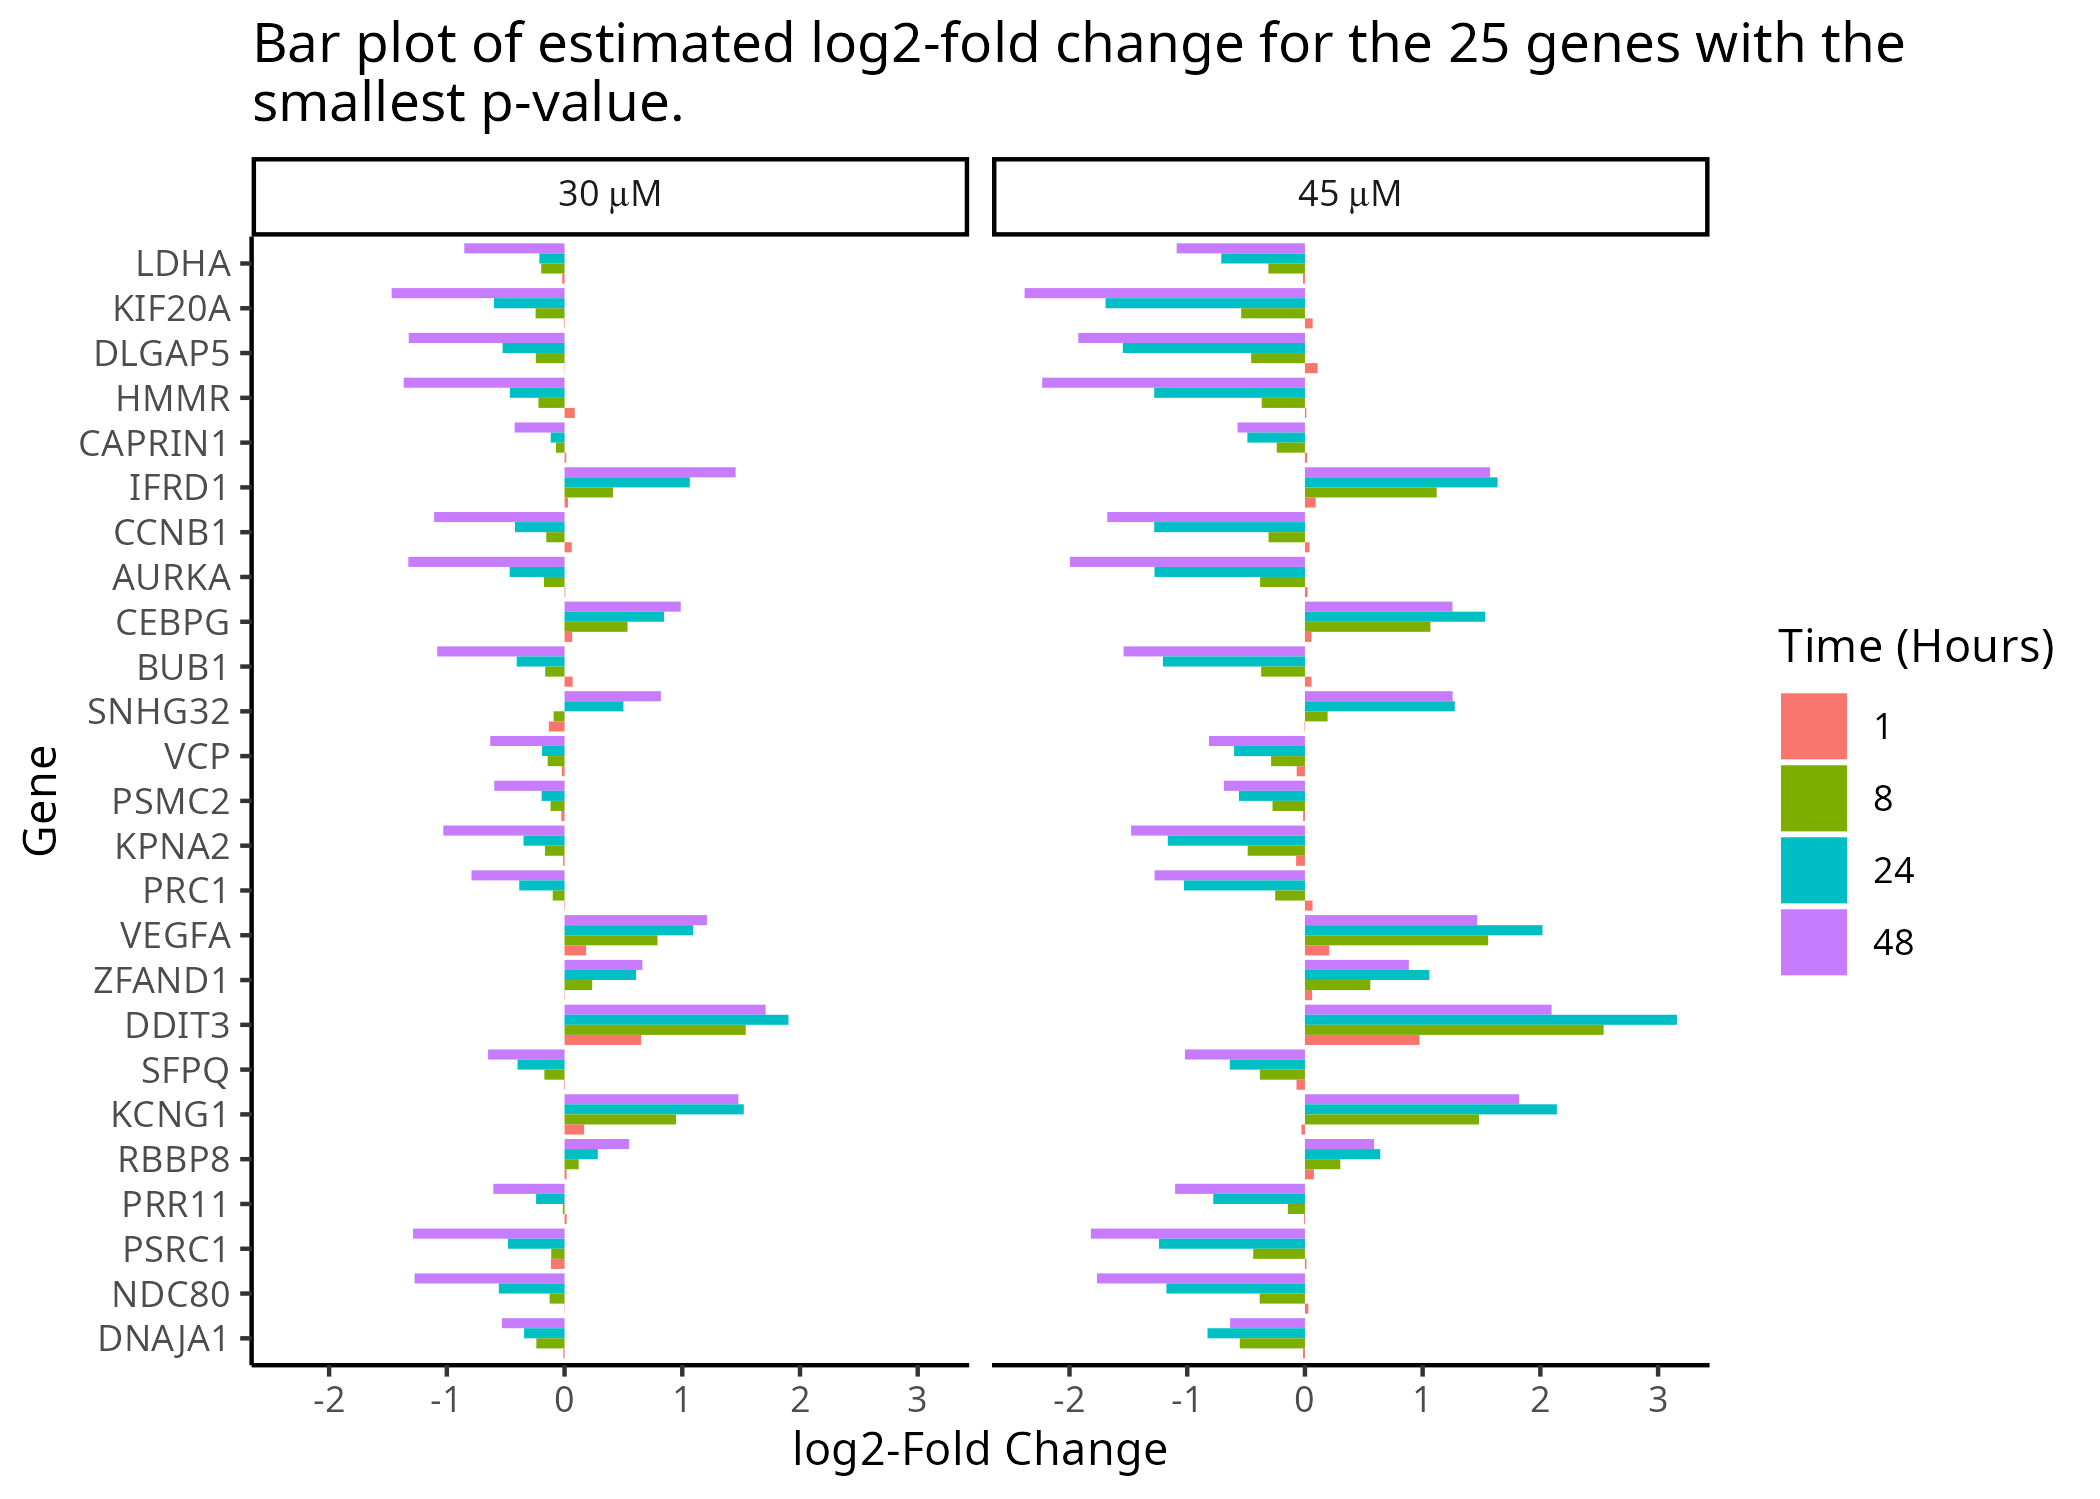 Bar plot of estimated log2-fold change for the 25 genes with the
smallest p-value.
30 μM
45 μM
LDHA
KIF20A
DLGAP5
HMMR
CAPRIN1
IFRD1
CCNB1
AURKA
CEBPG
BUB1
SNHG32
VCP
PSMC2
KPNA2
PRC1
VEGFA
ZFAND1
DDIT3
SFPQ
KCNG1
RBBP8
PRR11
PSRC1
NDC80
DNAJA1
Gene
-2 -1 0 1 2 3
-2 -1 0 1 2 3
log2-Fold Change
Time (Hours)
1
8
24
48